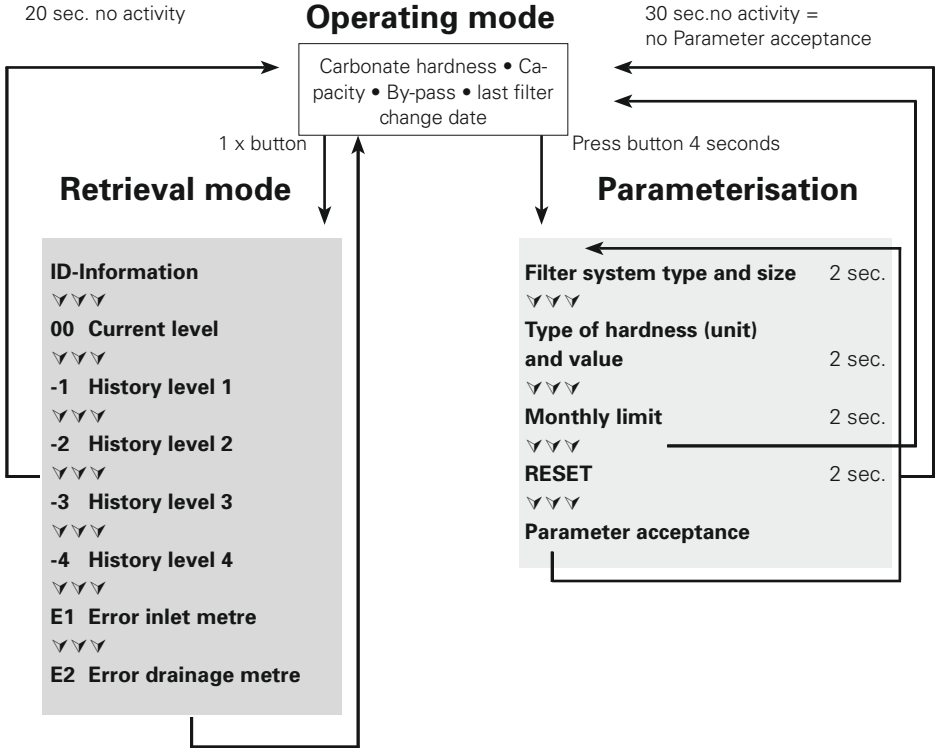 20 sec. no activity
Operating mode
30 sec.no activity =
no Parameter acceptance
Carbonate hardness • Ca-
pacity • By-pass • last filter
change date
1 x button
Press button 4 seconds
Retrieval mode
ID-Information
00 Current level
-1 History level 1
-2 History level 2
-3 History level 3
-4 History level 4
E1 Error inlet metre
E2 Error drainage metre
Parameterisation
Filter system type and size 2 sec.
Type of hardness (unit)
and value 2 sec.
Monthly limit 2 sec.
RESET 2 sec.
Parameter acceptance